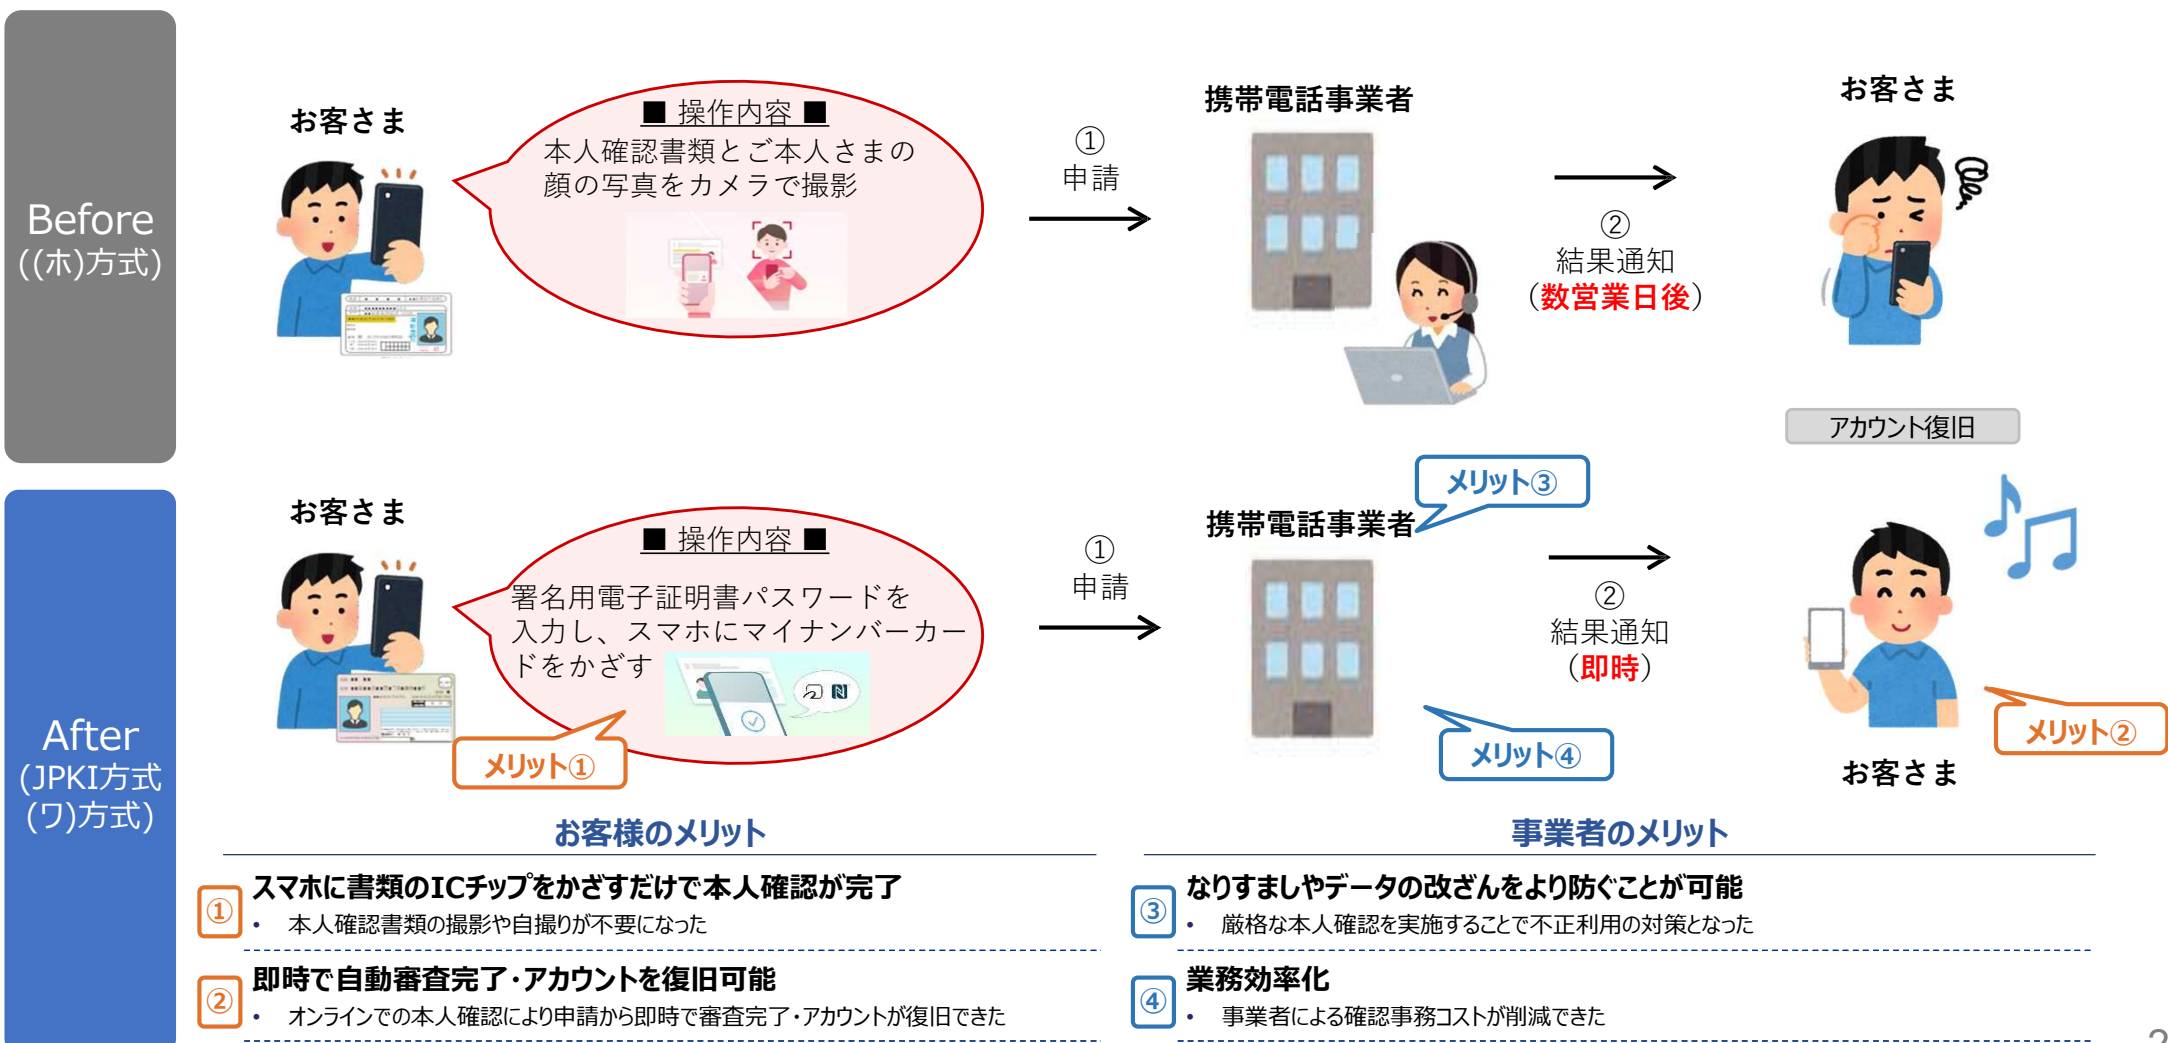 Before
((ホ)方式)
お客さま
■ 操作内容 ■
本人確認書類とご本人さまの
顔の写真をカメラで撮影
①
申請
携帯電話事業者
②
結果通知
（数営業日後）
お客さま
アカウント復旧
After
(JPKI方式
(ワ)方式)
お客さま
■ 操作内容 ■
署名用電子証明書パスワードを
入力し、スマホにマイナンバーカー
ドをかざす
メリット①
①
申請
メリット③
携帯電話事業者
メリット④
②
結果通知
（即時）
メリット②
お客さま
お客様のメリット
① スマホに書類のICチップをかざすだけで本人確認が完了
• 本人確認書類の撮影や自撮りが不要になった
② 即時で自動審査完了・アカウントを復旧可能
• オンラインでの本人確認により申請から即時で審査完了・アカウントが復旧できた
事業者のメリット
③ なりすましやデータの改ざんをより防ぐことが可能
• 厳格な本人確認を実施することで不正利用の対策となった
④ 業務効率化
• 事業者による確認事務コストが削減できた